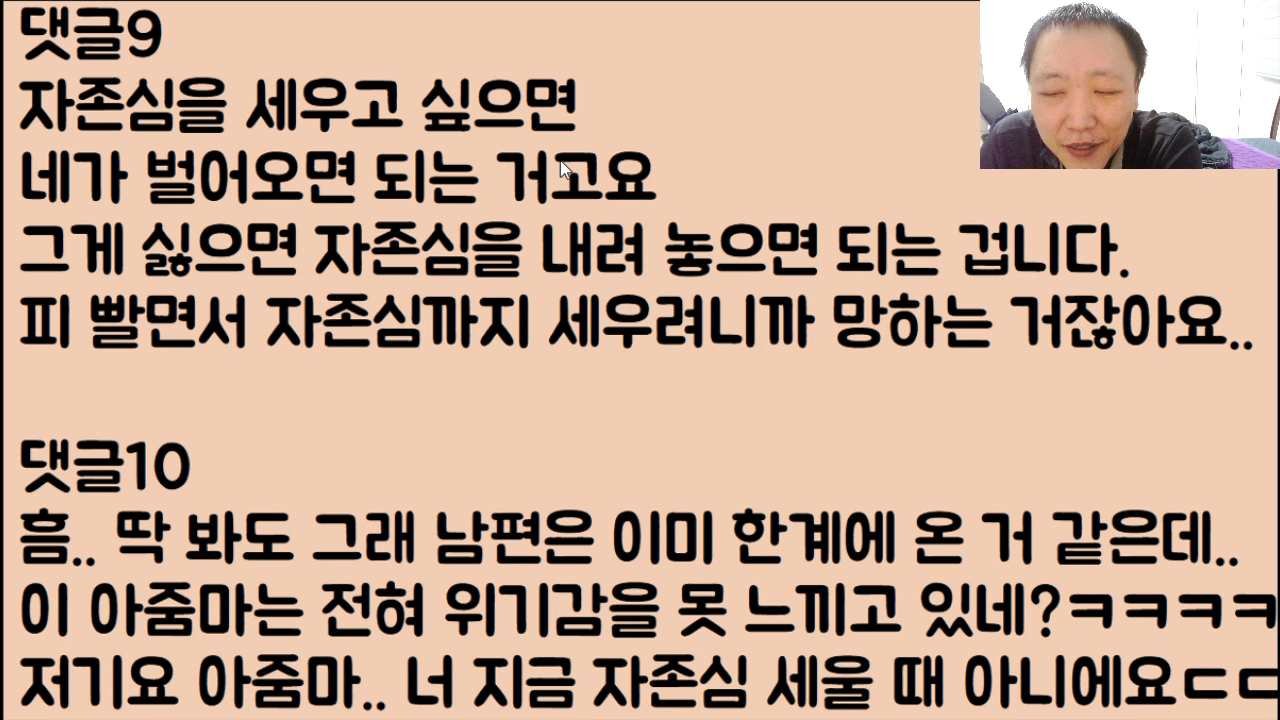 댓글9
자존심을 세우고 싶으면
네가 벌어오면 되는 거고요
그게 싫으면 자존심을 내려 놓으면 되는 겁니다.
피 빨면서 자존심까지 세우려니까 망하는 거잖아요..
댓글10
흠.. 딱 봐도 그래 남편은 이미 한계에 온 거 같은데..
이 아줌마는 전혀 위기감을 못 느끼고 있네?ㅋㅋㅋㅋ
저기요 아줌마.. 너 지금 자존심 세울 때 아니에요ㄷㄷ